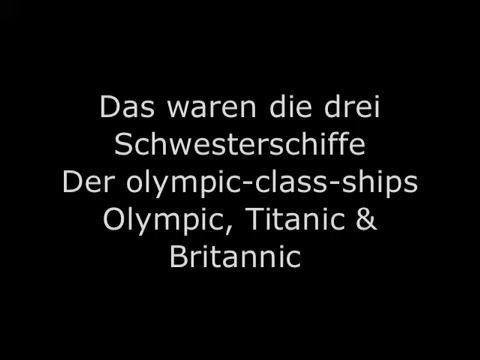 Das waren die drei
Schwesterschiffe
Der olympic-class-ships
Olympic, Titanic &
Britannic